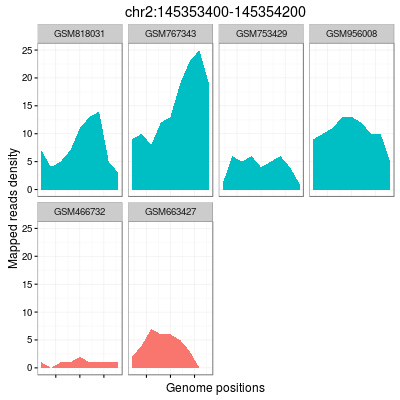 chr2:145353400-145354200
GSM818031 GSM767343 GSM753429 GSM956008
25
20
15
10
5
0
Mapped reads density
GSM466732 GSM663427
25
20
15
10
5
0
Genome positions